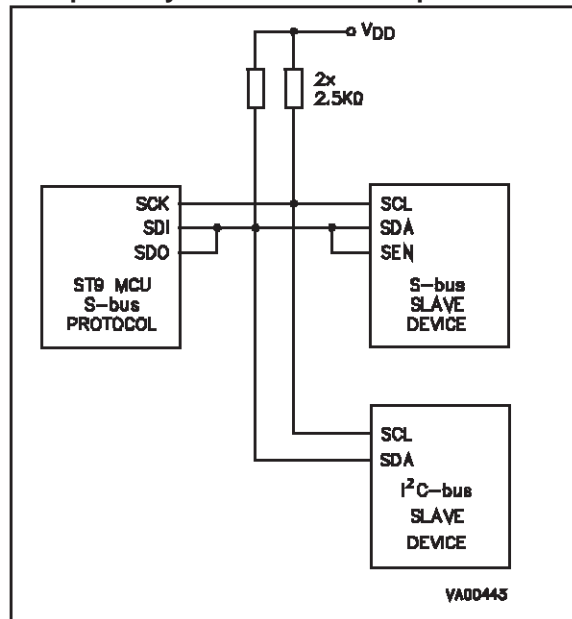 VDD
2x
2.5KΩ
SCK
SDI
SDO
ST9 MCU
S-bus
PROTOCOL
SCL
SDA
SEN
S-bus
SLAVE
DEVICE
SCL
SDA
I²C-bus
SLAVE
DEVICE
VA00443